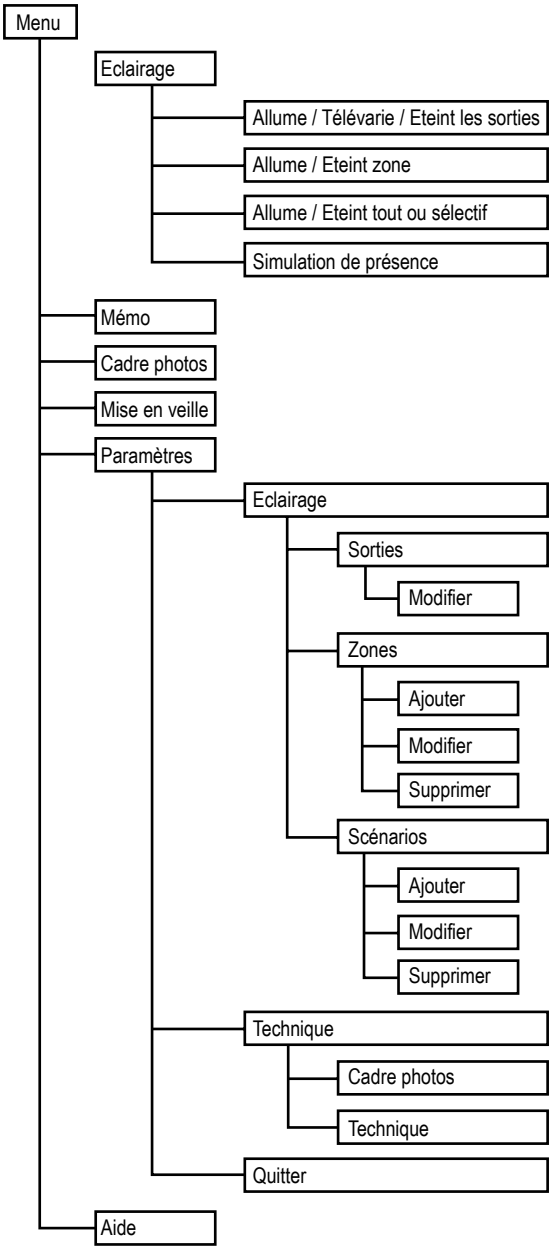 Menu
Eclairage
Allume / Télévarie / Eteint les sorties
Allume / Eteint zone
Allume / Eteint tout ou sélectif
Simulation de présence
Mémo
Cadre photos
Mise en veille
Paramètres
Eclairage
Sorties
Modifier
Zones
Ajouter
Modifier
Supprimer
Scénarios
Ajouter
Modifier
Supprimer
Technique
Cadre photos
Technique
Quitter
Aide